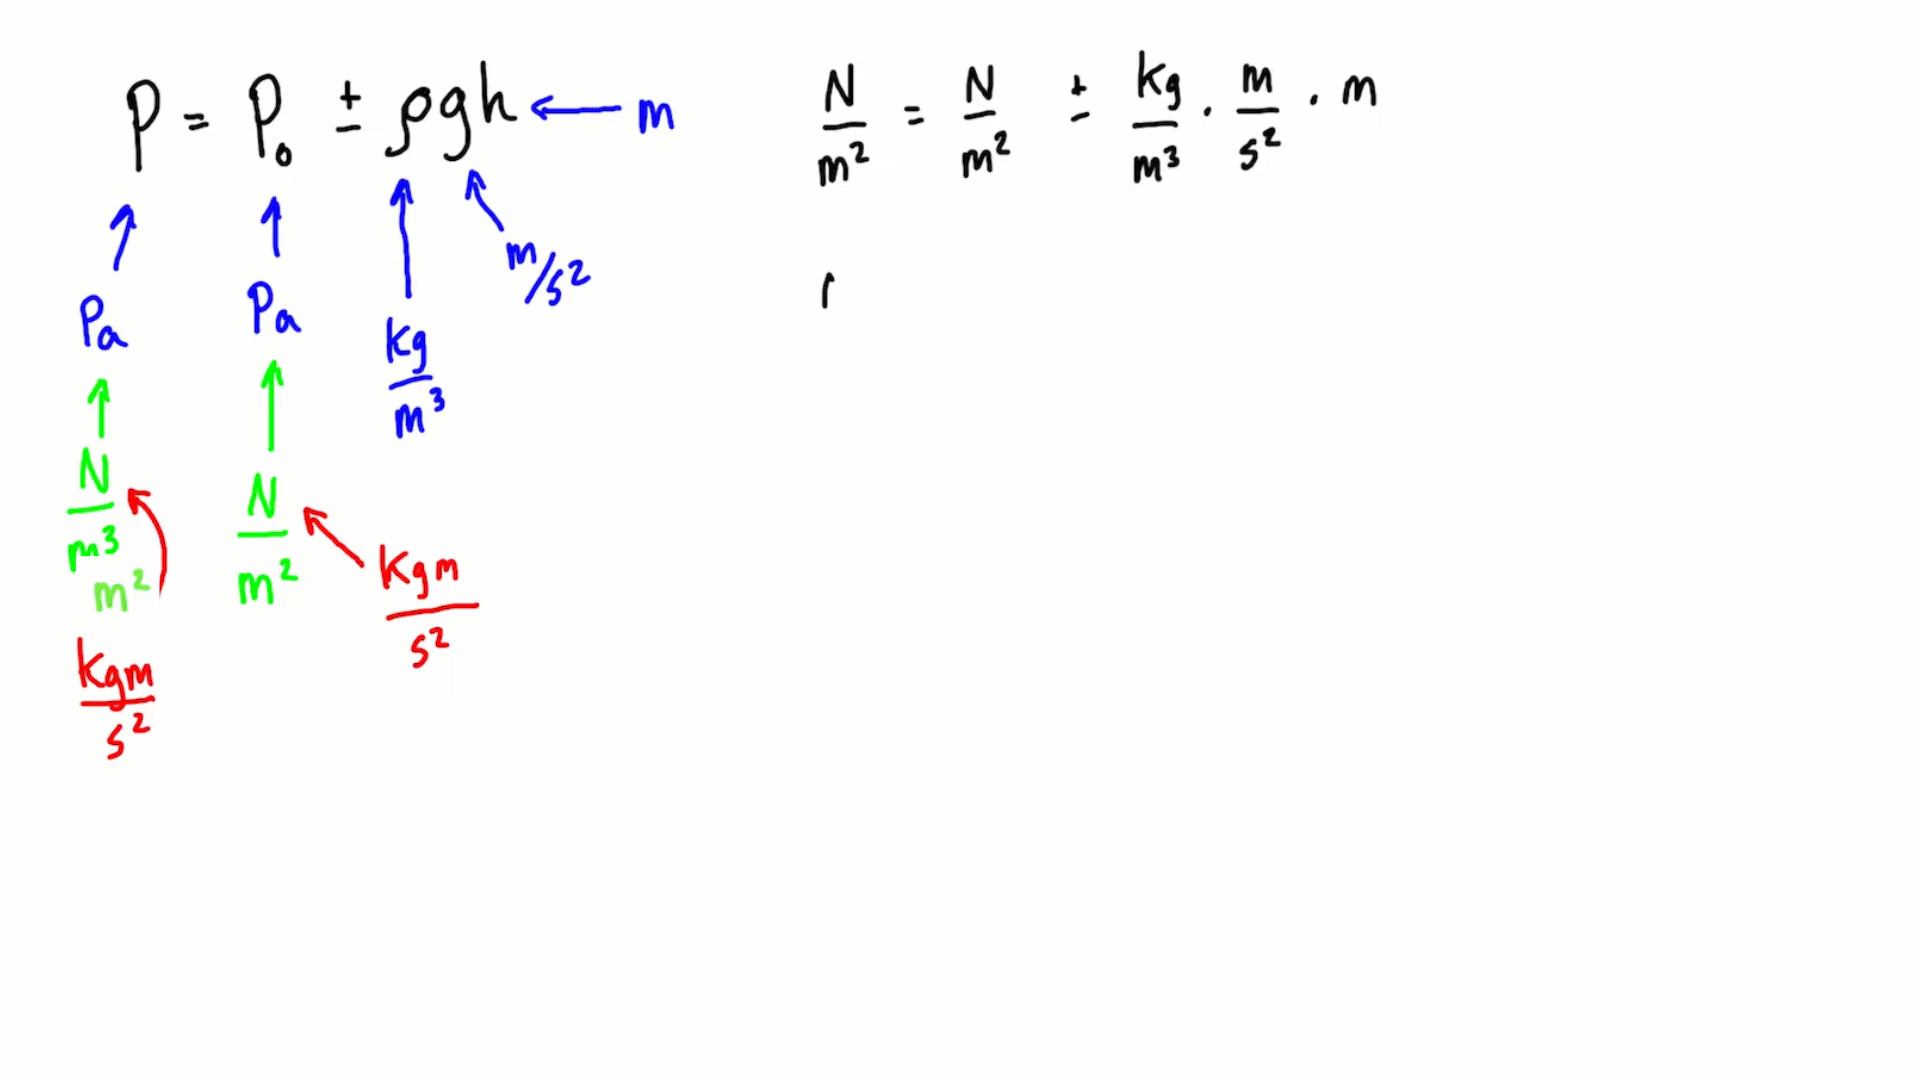 P = P₀ ± ρgh ← m
N/m² = N/m² ± kg/m³ · m/s² · m
m/s²
Pa
Pa
kg/m³
N/m³
m²
N/m²
kgm/s²
kgm/s²